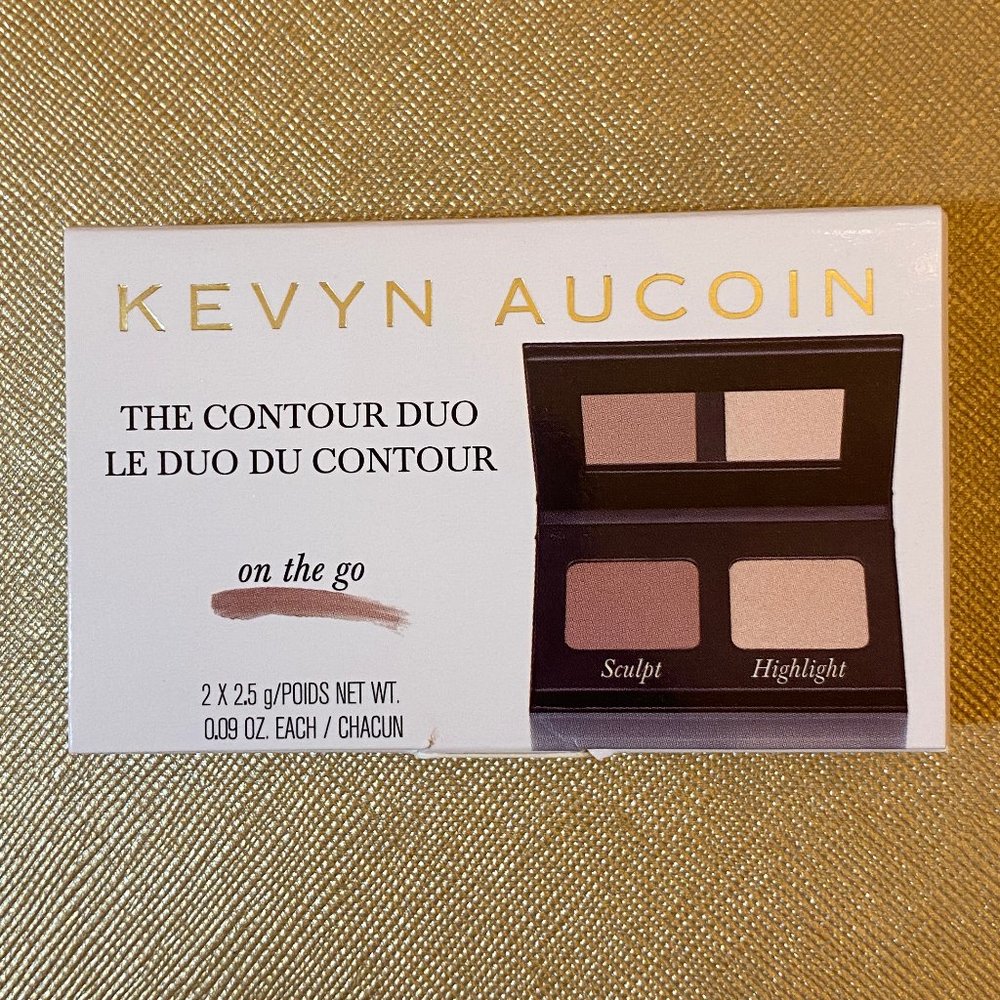 KEVYN AUCOIN
THE CONTOUR DUO
LE DUO DU CONTOUR
on the go
2 X 2.5 g/POIDS NET WT.
0.09 OZ. EACH / CHACUN
Sculpt
Highlight